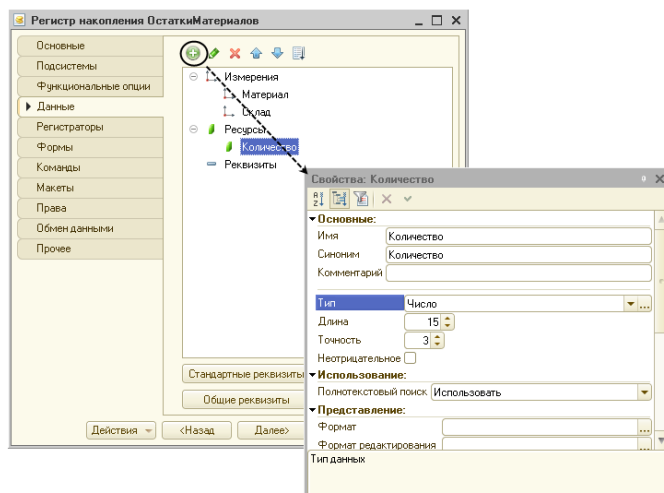 Регистр накопления ОстаткиМатериалов
Основные
Подсистемы
Функциональные опции
Данные
Регистраторы
Формы
Команды
Макеты
Права
Обмен данными
Прочее
Измерения
Материал
Склад
Ресурсы
Количество
Реквизиты
Стандартные реквизиты
Общие реквизиты
Действия
<Назад
Далее>
Свойства: Количество
Основные:
Имя Количество
Синоним Количество
Комментарий
Тип Число
Длина 15
Точность 3
Неотрицательное
Использование:
Полнотекстовый поиск Использовать
Представление:
Формат
Формат редактирования
Тип данных